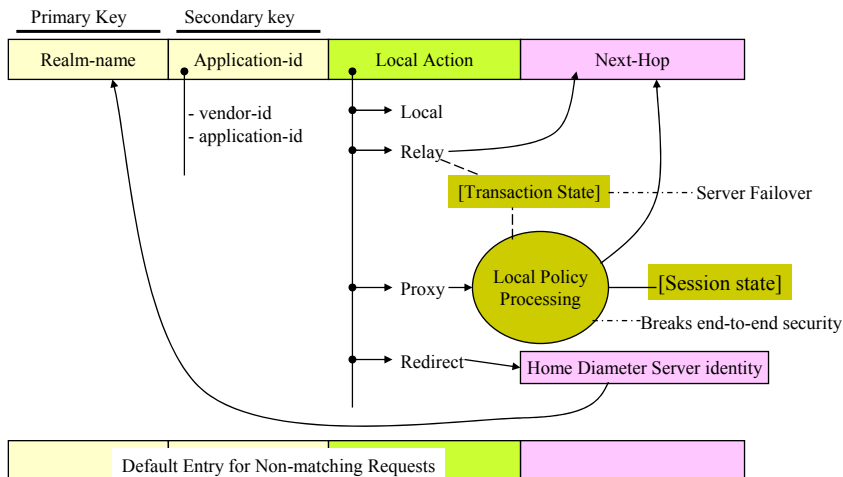 Primary Key
Secondary key
Realm-name
Application-id
Local Action
Next-Hop
- vendor-id
- application-id
Local
Relay
[Transaction State]
Server Failover
Proxy
Local Policy
Processing
[Session state]
Breaks end-to-end security
Redirect
Home Diameter Server identity
Default Entry for Non-matching Requests